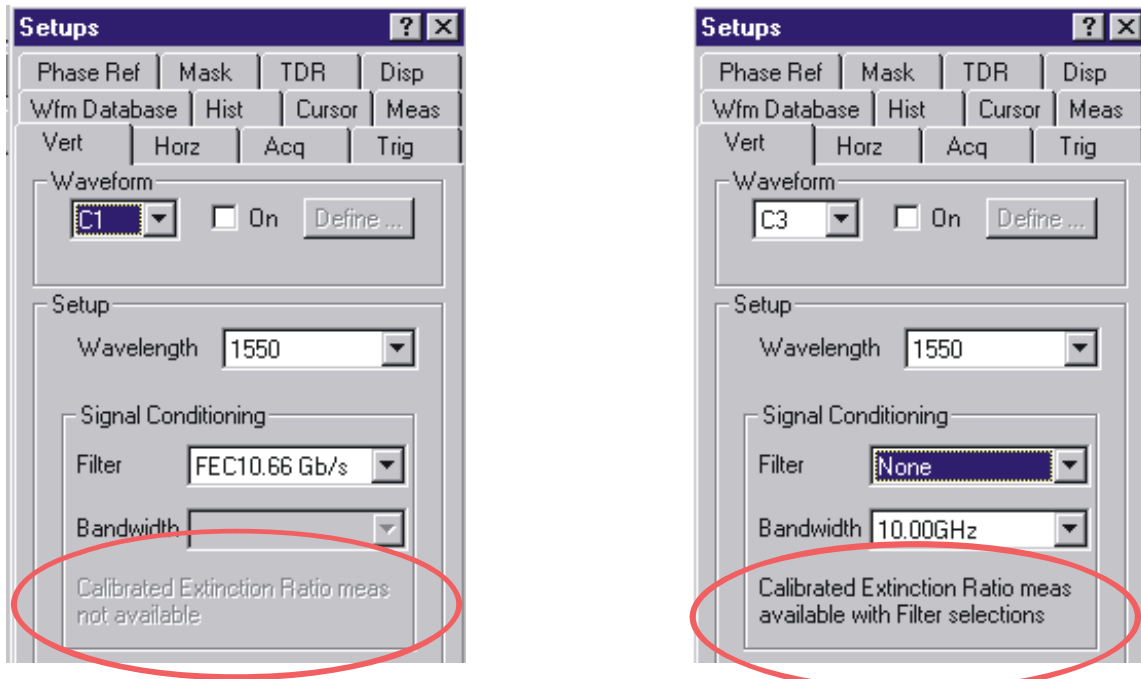 Setups
Phase Ref Mask TDR Disp
Wfm Database Hist Cursor Meas
Vert Horz Acq Trig
Waveform
C1 On Define ...
Setup
Wavelength 1550
Signal Conditioning
Filter FEC10.66 Gb/s
Bandwidth
Calibrated Extinction Ratio meas
not available
Setups
Phase Ref Mask TDR Disp
Wfm Database Hist Cursor Meas
Vert Horz Acq Trig
Waveform
C3 On Define ...
Setup
Wavelength 1550
Signal Conditioning
Filter None
Bandwidth 10.00GHz
Calibrated Extinction Ratio meas
available with Filter selections